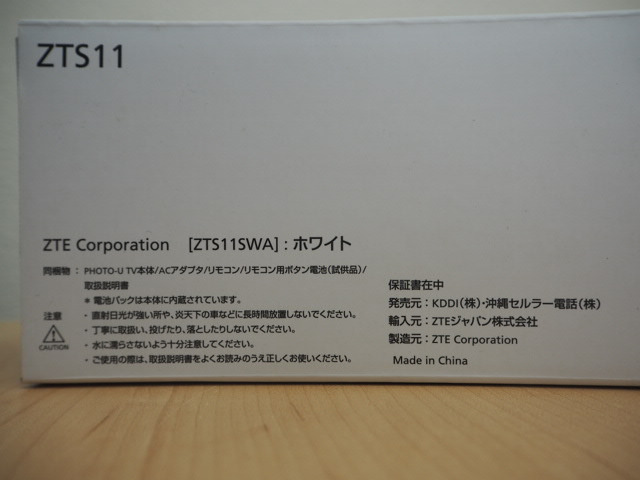 ZTS11
ZTE Corporation [ZTS11SWA] : ホワイト
同梱物 : PHOTO-U TV本体/ACアダプタ/リモコン/リモコン用ボタン電池(試供品)/
取扱説明書
* 電池パックは本体に内蔵されています。
注意 ・直射日光が強い所や、炎天下の車などに長時間放置しないでください。
・丁寧に取扱い、投げたり、落としたりしないでください。
・水に濡らさないよう十分注意してください。
CAUTION
・ご使用の際は、取扱説明書をよくお読みのうえ正しくお使いください。
保証書在中
発売元 : KDDI(株)・沖縄セルラー電話(株)
輸入元 : ZTEジャパン株式会社
製造元 : ZTE Corporation
Made in China